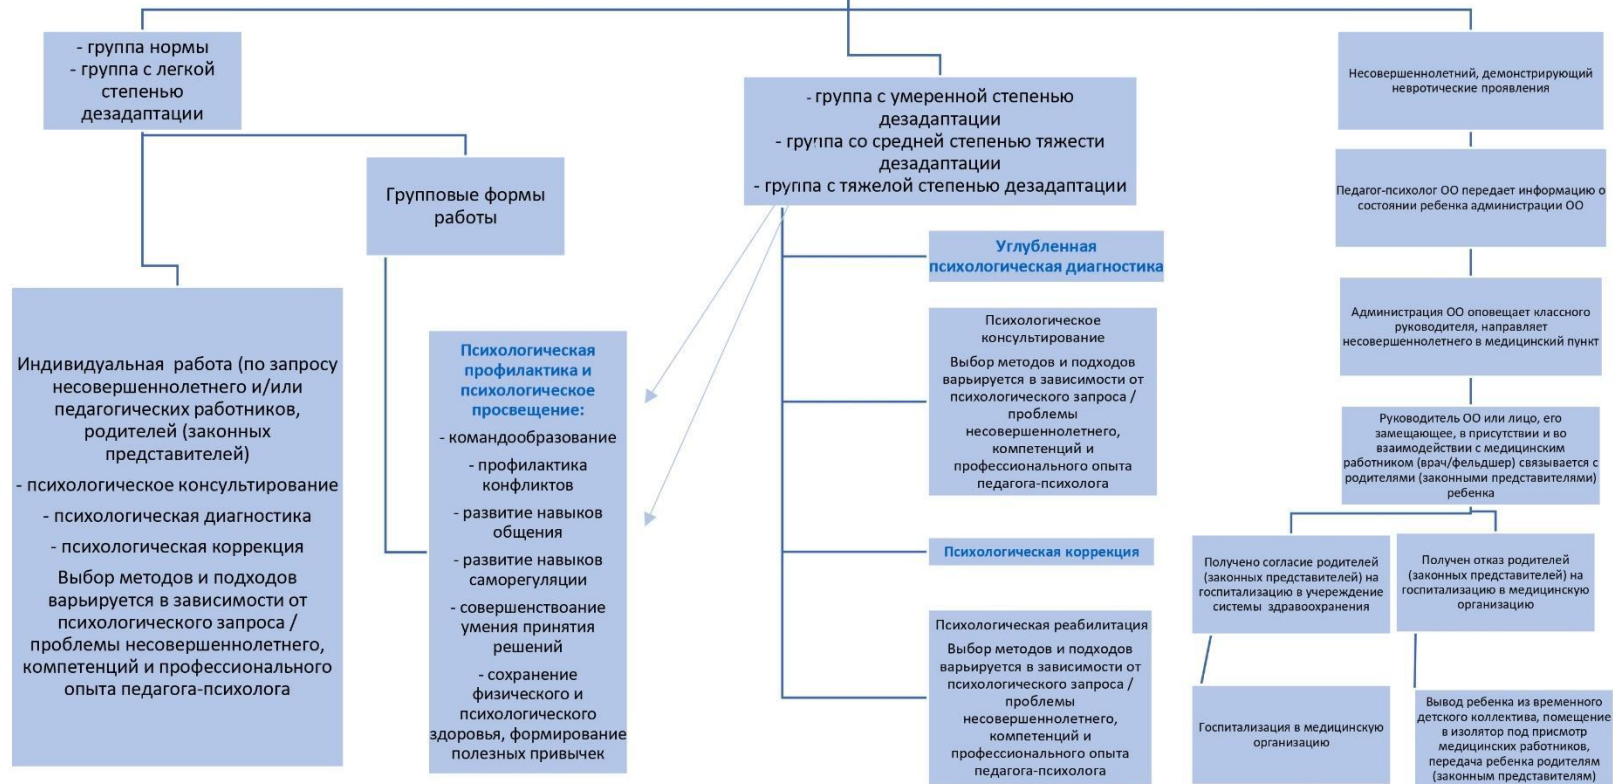 - группа нормы
- группа с легкой
степенью
дезадаптации
Групповые формы
работы
Индивидуальная работа (по запросу
несовершеннолетнего и/или
педагогических работников,
родителей (законных
представителей)
- психологическое консультирование
- психологическая диагностика
- психологическая коррекция
Выбор методов и подходов
варьируется в зависимости от
психологического запроса /
проблемы несовершеннолетнего,
компетенций и профессионального
опыта педагога-психолога
Психологическая
профилактика и
психологическое
просвещение:
- командообразование
- профилактика
конфликтов
- развитие навыков
общения
- развитие навыков
саморегуляции
- совершенствоание
умения принятия
решений
- сохранение
физического и
психологического
здоровья, формирование
полезных привычек
- группа с умеренной степенью
дезадаптации
- группа со средней степенью тяжести
дезадаптации
- группа с тяжелой степенью дезадаптации
Углубленная
психологическая диагностика
Психологическое
консультирование
Выбор методов и подходов
варьируется в зависимости от
психологического запроса /
проблемы
несовершеннолетнего,
компетенций и
профессионального опыта
педагога-психолога
Психологическая коррекция
Психологическая реабилитация
Выбор методов и подходов
варьируется в зависимости от
психологического запроса /
проблемы
несовершеннолетнего,
компетенций и
профессионального опыта
педагога-психолога
Несовершеннолетний, демонстрирующий
невротические проявления
Педагог-психолог ОО передает информацию о
состоянии ребенка администрации ОО
Администрация ОО оповещает классного
руководителя, направляет
несовершеннолетнего в медицинский пункт
Руководитель ОО или лицо, его
замещающее, в присутствии и во
взаимодействии с медицинским
работником (врач/фельдшер) связывается с
родителями (законными представителями)
ребенка
Получено согласие родителей
(законных представителей) на
госпитализацию в учереждение
системы здравоохранения
Госпитализация в медицинскую
организацию
Получен отказ родителей
(законных представителей) на
госпитализацию в медицинскую
организацию
Вывод ребенка из временного
детского коллектива, помещение
в изолятор под присмотр
медицинских работников,
передача ребенка родителям
(законным представителям)